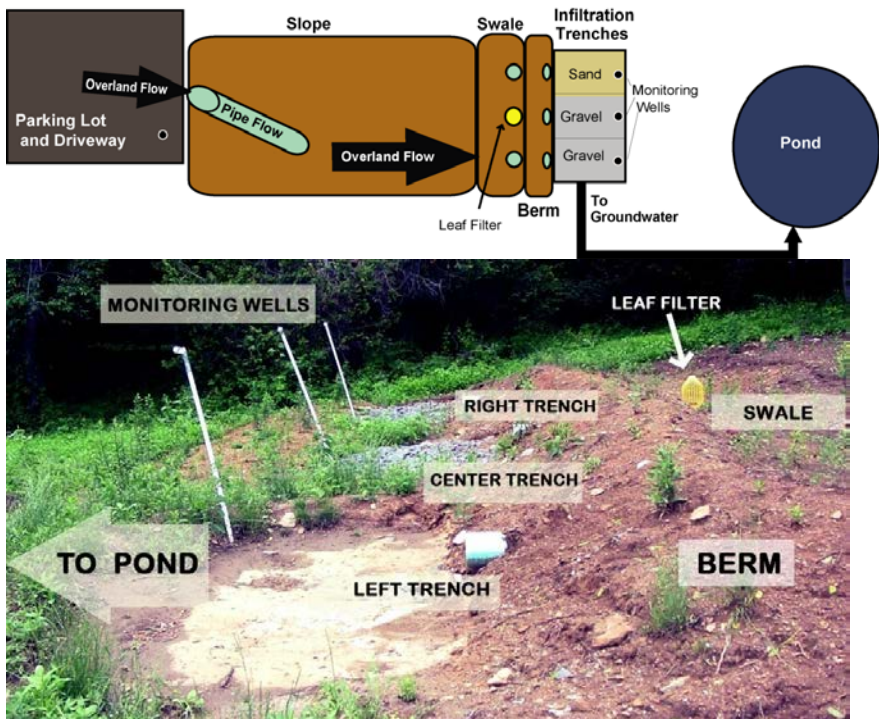 Slope
Swale
Infiltration
Trenches
Overland Flow
Pipe Flow
Parking Lot
and Driveway
Overland Flow
Leaf Filter
Berm
Sand
Gravel
Gravel
Monitoring
Wells
To
Groundwater
Pond
MONITORING WELLS
LEAF FILTER
RIGHT TRENCH
SWALE
CENTER TRENCH
TO POND
LEFT TRENCH
BERM